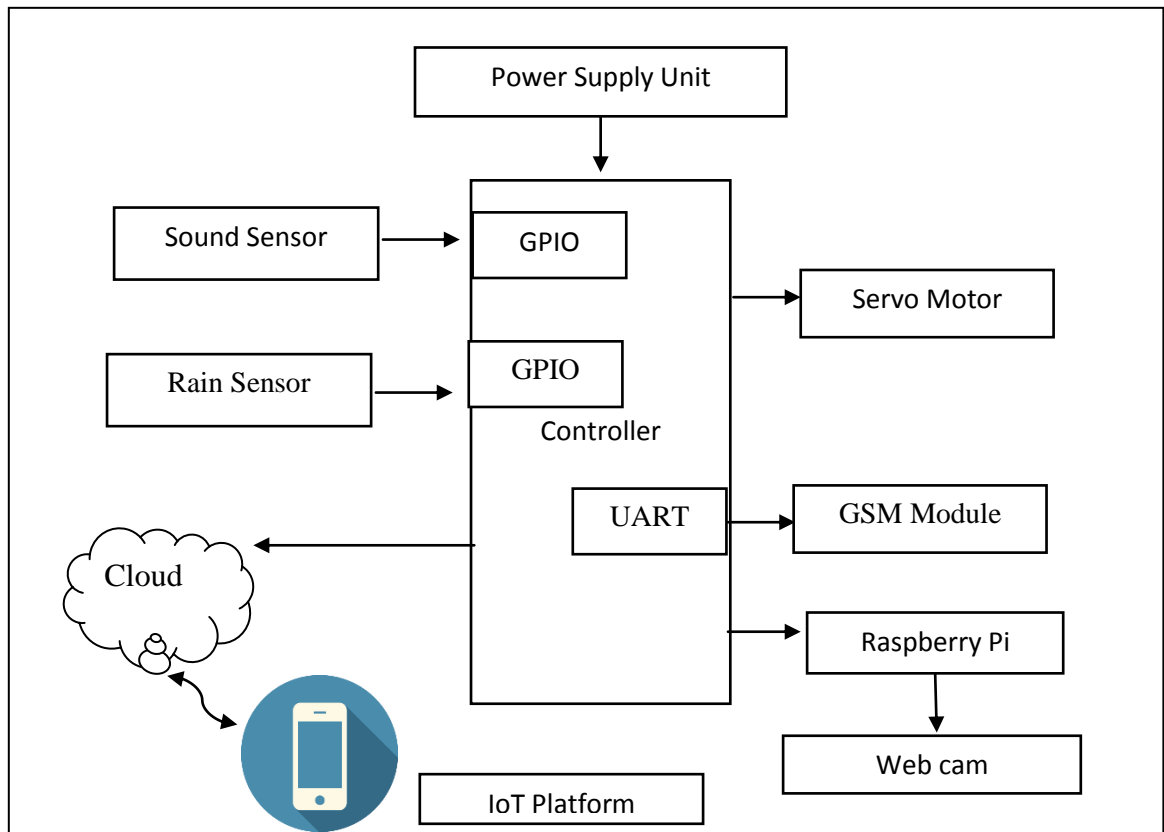 Power Supply Unit
Sound Sensor
GPIO
Servo Motor
Rain Sensor
GPIO
Controller
UART
GSM Module
Cloud
Raspberry Pi
Web cam
IoT Platform